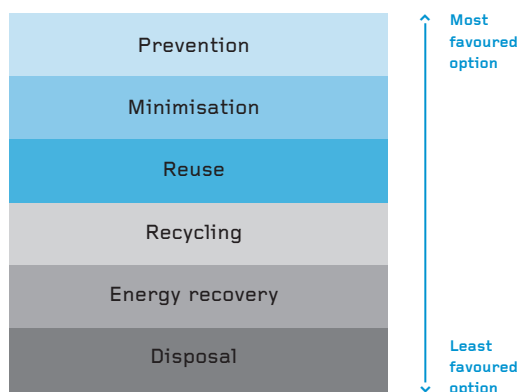 Prevention
Most
favoured
option
Minimisation
Reuse
Recycling
Energy recovery
Disposal
Least
favoured
option